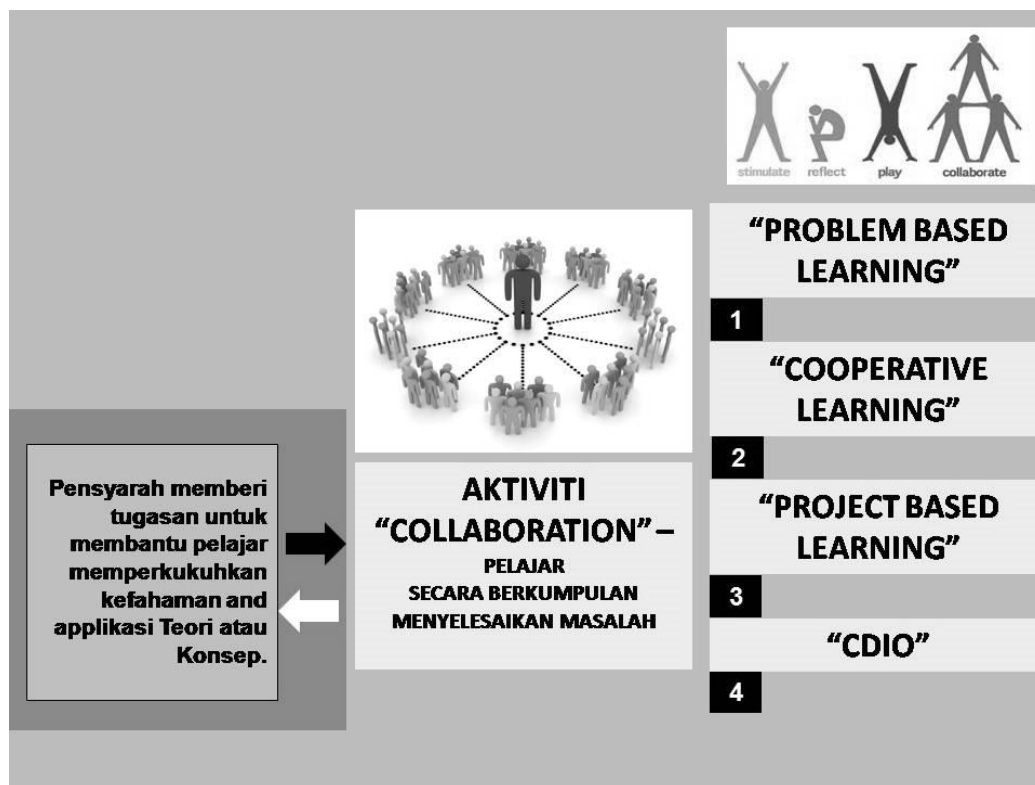 Pensyarah memberi
tugasan untuk
membantu pelajar
memperkukuhkan
kefahaman and
applikasi Teori atau
Konsep.
AKTIVITI
“COLLABORATION” –
PELAJAR
SECARA BERKUMPULAN
MENYELESAIKAN MASALAH
stimulate reflect play collaborate
“PROBLEM BASED
LEARNING”
1
“COOPERATIVE
LEARNING”
2
“PROJECT BASED
LEARNING”
3
“CDIO”
4